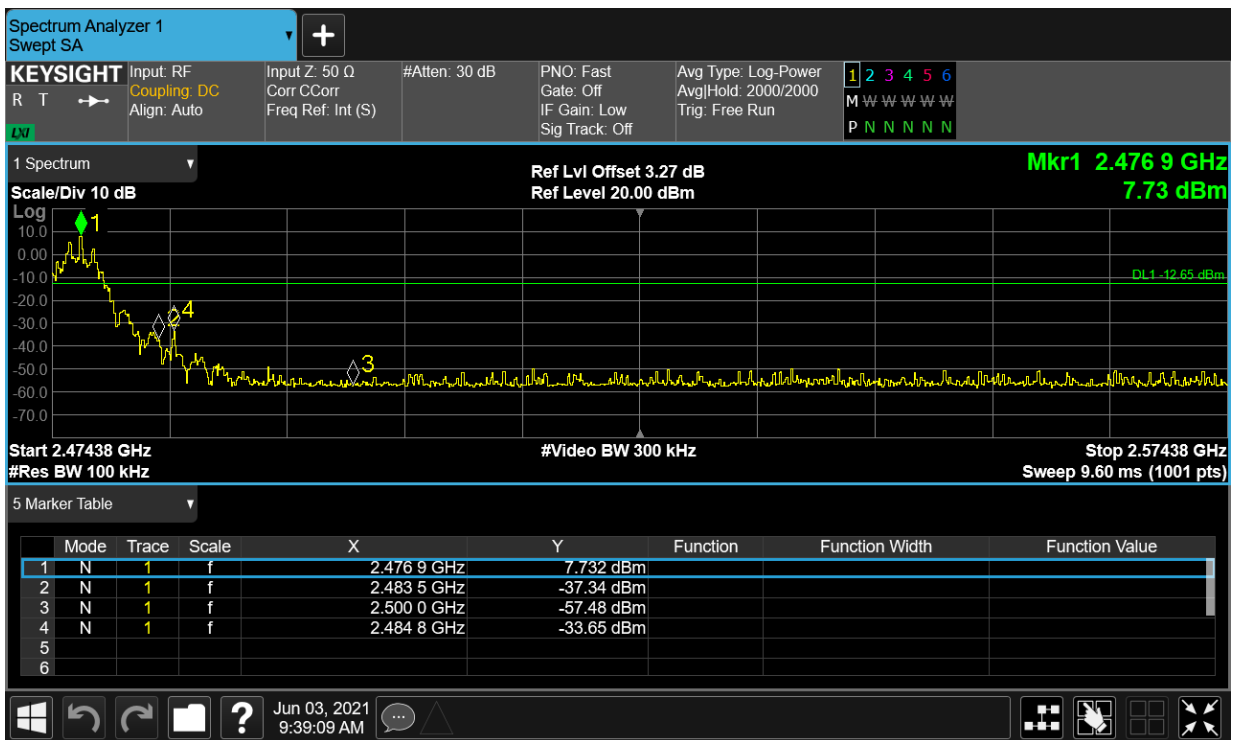 Spectrum Analyzer 1
Swept SA
+
KEYSIGHT Input: RF Input Z: 50 Ω #Atten: 30 dB PNO: Fast Avg Type: Log-Power 1 2 3 4 5 6
R T Coupling: DC Corr CCorr Gate: Off Avg|Hold: 2000/2000 M W W W W W
Align: Auto Freq Ref: Int (S) IF Gain: Low Trig: Free Run
LXI Sig Track: Off P N N N N N
1 Spectrum
Ref Lvl Offset 3.27 dB Mkr1 2.476 9 GHz
Scale/Div 10 dB Ref Level 20.00 dBm 7.73 dBm
Log
1
10.0
0.00
-10.0
DL1 -12.65 dBm
-20.0
2 4
-30.0
-40.0
3
-50.0
-60.0
-70.0
Start 2.47438 GHz #Video BW 300 kHz Stop 2.57438 GHz
#Res BW 100 kHz Sweep 9.60 ms (1001 pts)
5 Marker Table
Mode Trace Scale X Y Function Function Width Function Value
1 N 1 f 2.476 9 GHz 7.732 dBm
2 N 1 f 2.483 5 GHz -37.34 dBm
3 N 1 f 2.500 0 GHz -57.48 dBm
4 N 1 f 2.484 8 GHz -33.65 dBm
5
6
? Jun 03, 2021
9:39:09 AM